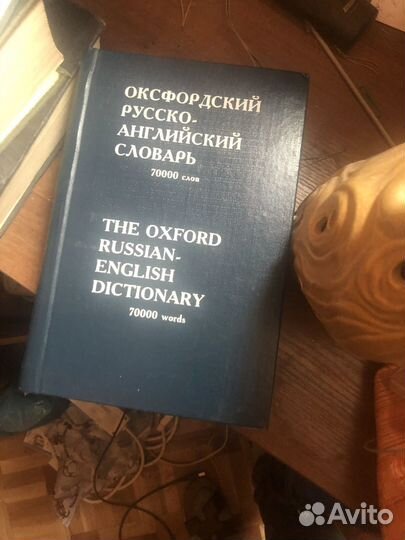 ОКСФОРДСКИЙ
РУССКО-
АНГЛИЙСКИЙ
СЛОВАРЬ
70000 слов
THE OXFORD
RUSSIAN-
ENGLISH
DICTIONARY
70000 words
Avito